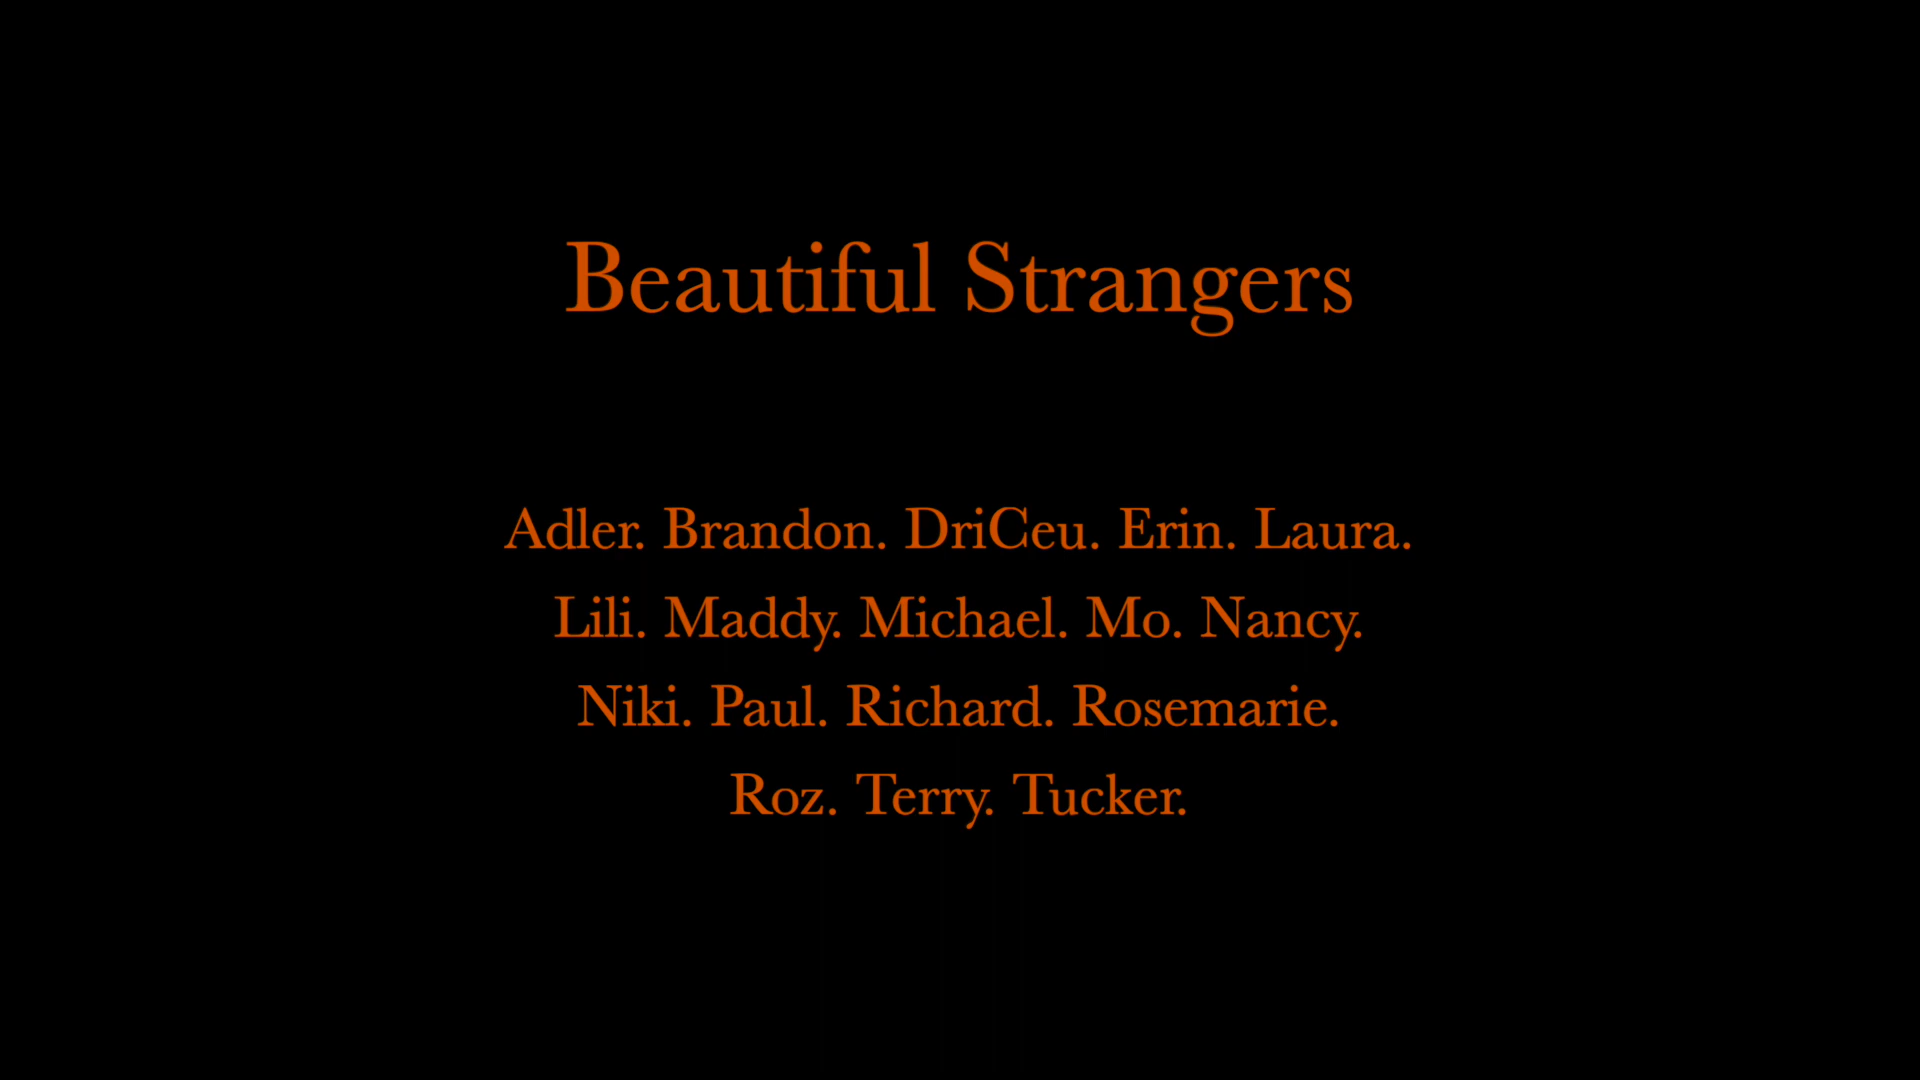 Beautiful Strangers
Adler. Brandon. DriCeu. Erin. Laura.
Lili. Maddy. Michael. Mo. Nancy.
Niki. Paul. Richard. Rosemarie.
Roz. Terry. Tucker.